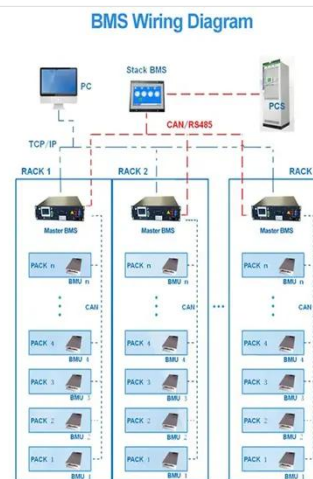 BMS Wiring Diagram
Stack BMS
PC
PCS
CAN/RS485
TCP/IP
RACK 1
RACK 2
RACK
Master BMS
Master BMS
Master BMS
PACK n
BMU n
PACK n
BMU n
PACK n
BMU n
CAN
CAN
CAN
PACK 4
BMU 4
PACK 4
BMU 4
PACK 4
BMU 4
PACK 3
BMU 3
PACK 3
BMU 3
PACK 3
BMU 3
PACK 2
BMU 2
PACK 2
BMU 2
PACK 2
BMU 2
PACK 1
BMU 1
PACK 1
BMU 1
PACK 1
BMU 1